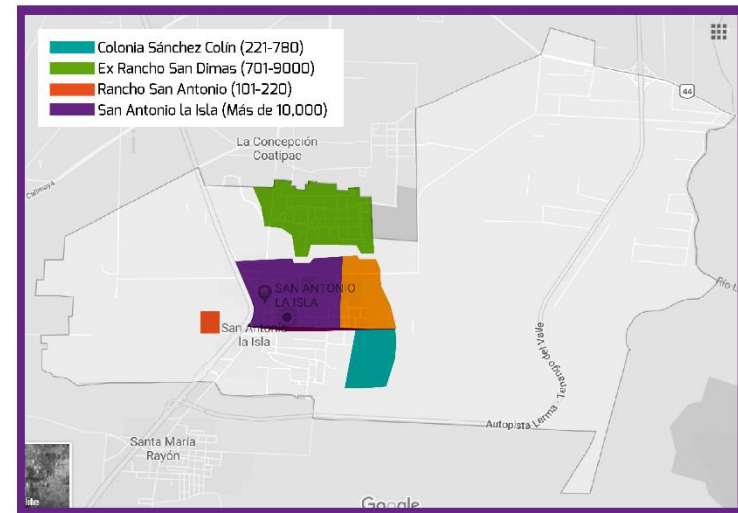 Colonia Sánchez Colín (221-780)
Ex Rancho San Dimas (701-9000)
Rancho San Antonio (101-220)
San Antonio la Isla (Más de 10,000)
44
La Concepción
Coatipac
Calimaya
SAN ANTONIO
LA ISLA
San Antonio
la Isla
Río L
Autopista Lerma - Tenango del Valle
Santa María
Rayón
Google